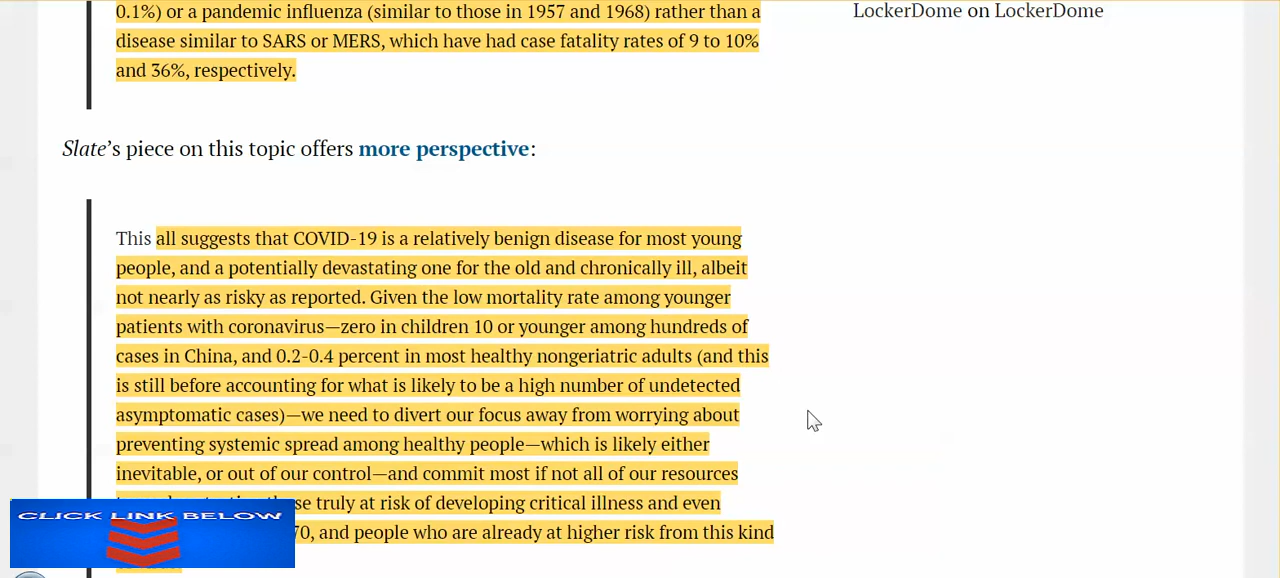 0.1%) or a pandemic influenza (similar to those in 1957 and 1968) rather than a
LockerDome on LockerDome
disease similar to SARS or MERS, which have had case fatality rates of 9 to 10%
and 36%, respectively.
Slate’s piece on this topic offers more perspective:
This all suggests that COVID-19 is a relatively benign disease for most young
people, and a potentially devastating one for the old and chronically ill, albeit
not nearly as risky as reported. Given the low mortality rate among younger
patients with coronavirus—zero in children 10 or younger among hundreds of
cases in China, and 0.2-0.4 percent in most healthy nongeriatric adults (and this
is still before accounting for what is likely to be a high number of undetected
asymptomatic cases)—we need to divert our focus away from worrying about
preventing systemic spread among healthy people—which is likely either
inevitable, or out of our control—and commit most if not all of our resources
truly at risk of developing critical illness and even
70, and people who are already at higher risk from this kind
CLICK LINK BELOW